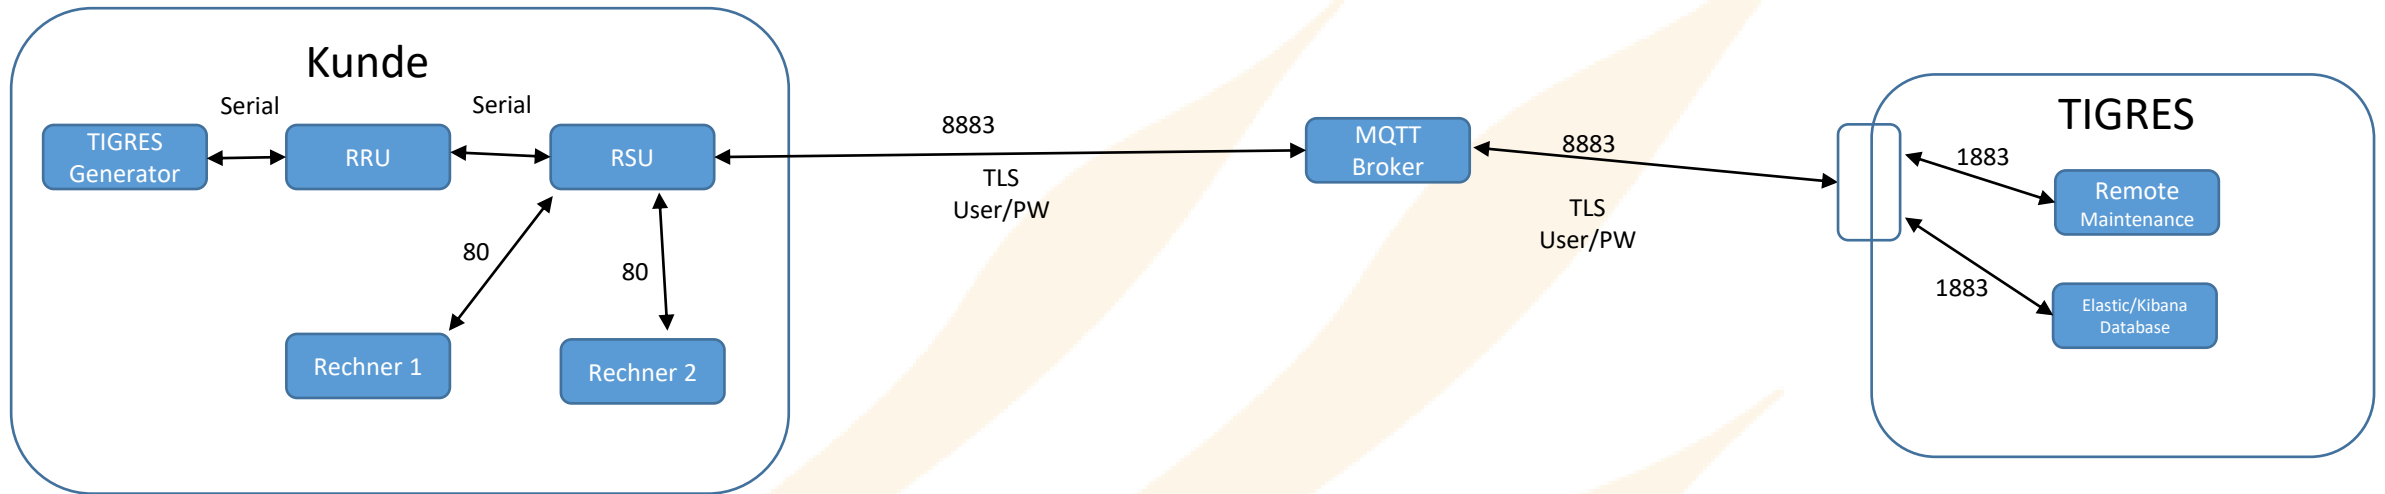 Kunde
Serial
Serial
TIGRES
Generator
RRU
RSU
80
80
Rechner 1
Rechner 2
8883
TLS
User/PW
MQTT
Broker
8883
TLS
User/PW
TIGRES
1883
Remote
Maintenance
1883
Elastic/Kibana
Database